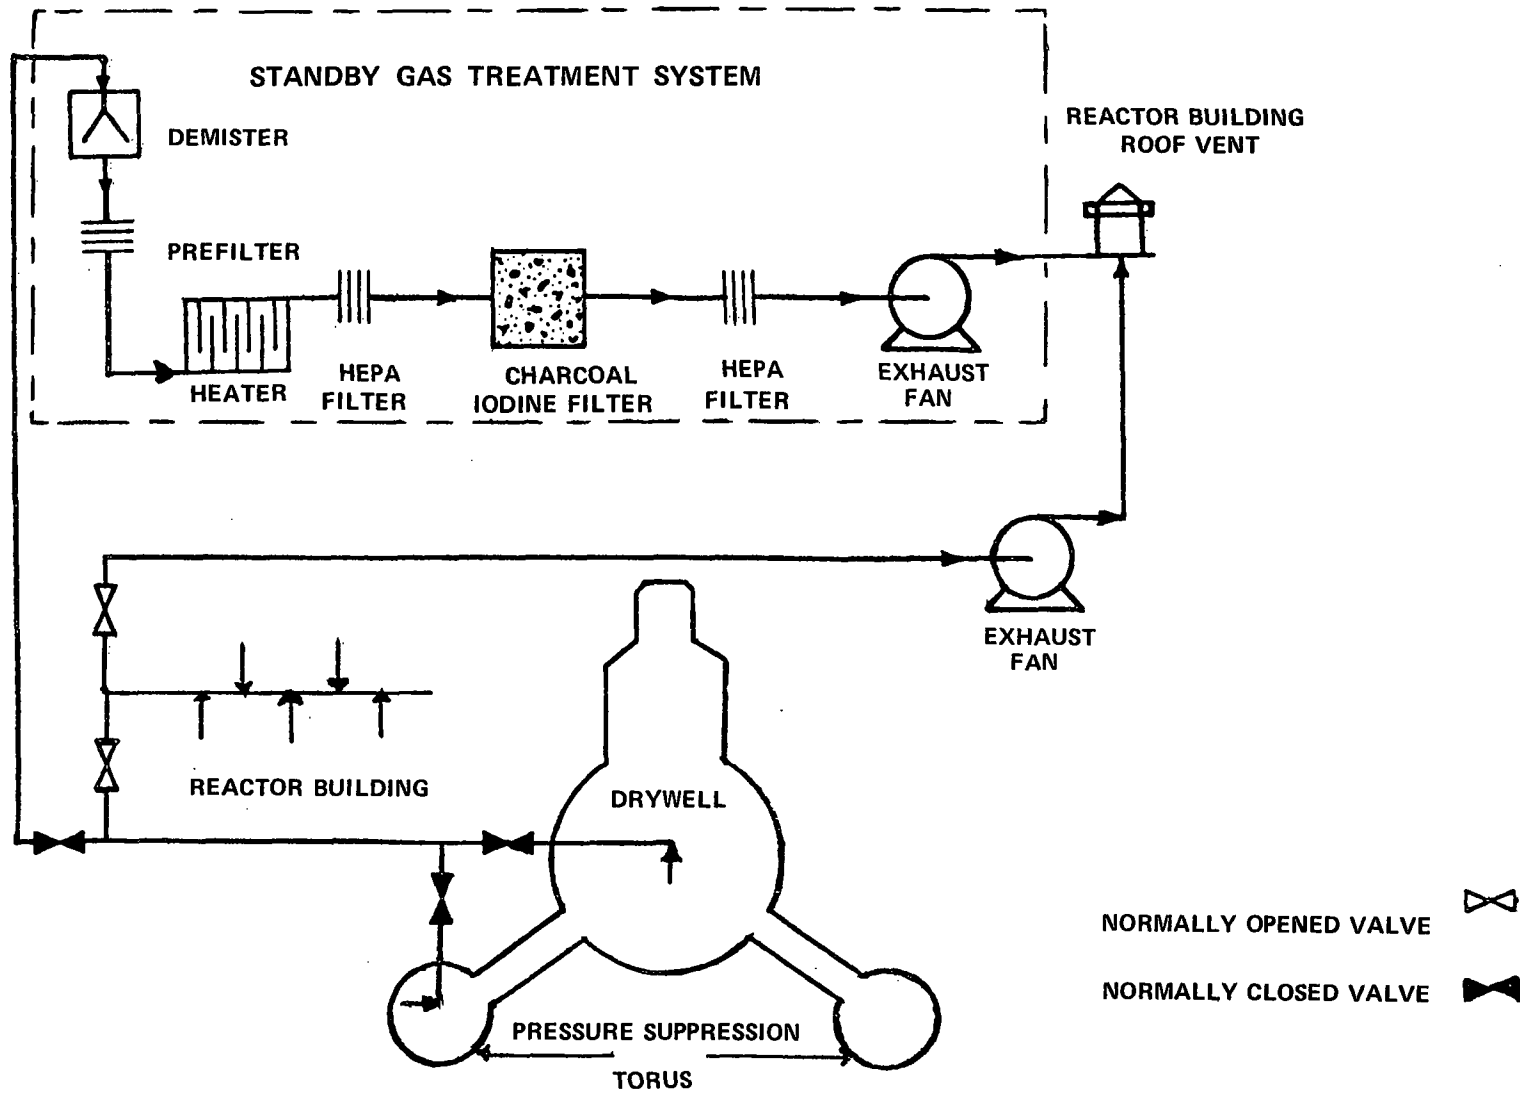 STANDBY GAS TREATMENT SYSTEM
REACTOR BUILDING
ROOF VENT
DEMISTER
PREFILTER
HEATER
HEPA
FILTER
CHARCOAL
IODINE FILTER
HEPA
FILTER
EXHAUST
FAN
EXHAUST
FAN
REACTOR BUILDING
DRYWELL
NORMALLY OPENED VALVE
NORMALLY CLOSED VALVE
PRESSURE SUPPRESSION
TORUS